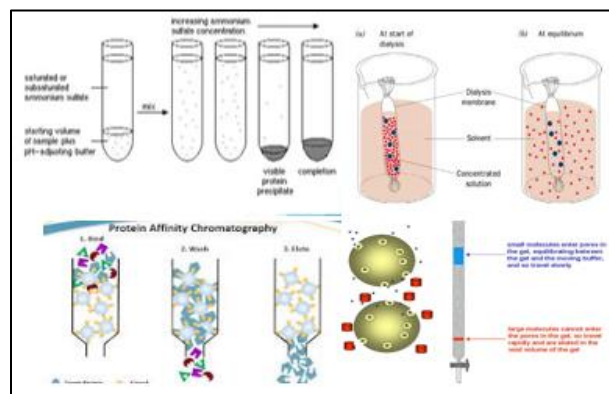 increasing ammonium
sulfate concentration
saturated or
subsaturated ammonium
sulfate
mix
starting volume
of sample plus
pH-adjusting buffer
visible
protein
precipitate
completion
(a) At start of
dialysis
(b) At equilibrium
Dialysis
membrane
Solvent
Concentrated
solution
Protein Affinity Chromatography
1. Bind
2. Wash
3. Elute
small molecules enter pores in
the gel, equilibrating between
the gel and the moving buffer,
and so travel slowly
large molecules cannot enter
the pores in the gel, so travel
rapidly and are eluted in the
void volume of the gel